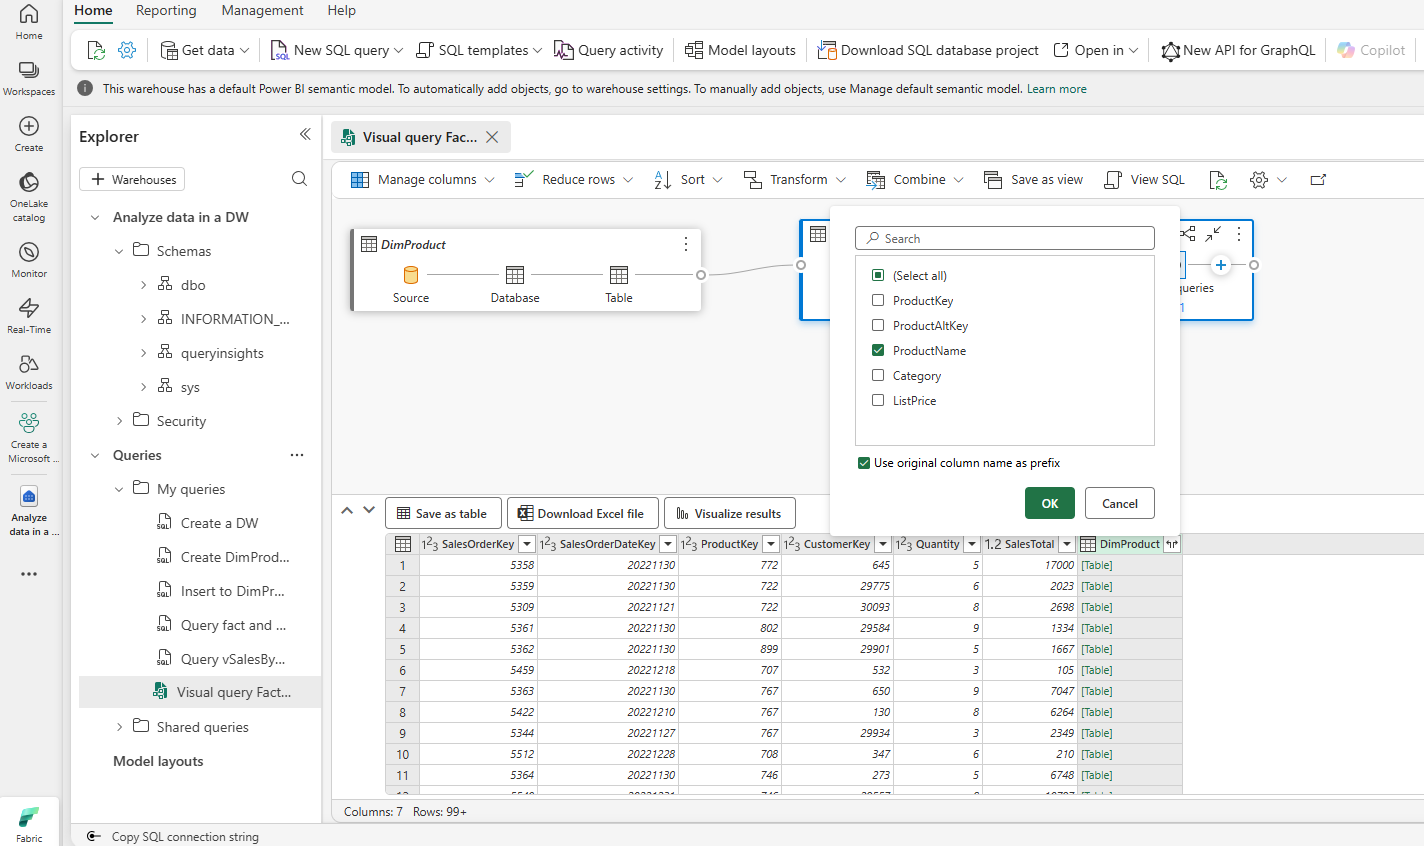 Home Reporting Management Help
Home
Get data New SQL query SQL templates Query activity Model layouts Download SQL database project Open in New API for GraphQL Copilot
Workspaces
This warehouse has a default Power BI semantic model. To automatically add objects, go to warehouse settings. To manually add objects, use Manage default semantic model. Learn more
Create
OneLake
catalog
Monitor
Real-Time
Workloads
Create a
Microsoft ...
Analyze
data in a ...
Fabric
Explorer
Warehouses
Analyze data in a DW
Schemas
dbo
INFORMATION_...
queryinsights
sys
Security
Queries
My queries
Create a DW
Create DimProd...
Insert to DimPr...
Query fact and ...
Query vSalesBy...
Visual query Fact...
Shared queries
Model layouts
Visual query Fac...
Manage columns Reduce rows Sort Transform Combine Save as view View SQL
DimProduct
Source Database Table
queries
1
Search
(Select all)
ProductKey
ProductAltKey
ProductName
Category
ListPrice
Use original column name as prefix
OK Cancel
Save as table Download Excel file Visualize results
SalesOrderKey SalesOrderDateKey ProductKey CustomerKey Quantity SalesTotal DimProduct
1 5358 20221130 772 645 5 17000 [Table]
2 5359 20221130 722 29775 6 2023 [Table]
3 5309 20221121 722 30093 8 2698 [Table]
4 5361 20221130 802 29584 9 1334 [Table]
5 5362 20221130 899 29901 5 1667 [Table]
6 5459 20221218 707 532 3 105 [Table]
7 5363 20221130 767 650 9 7047 [Table]
8 5422 20221210 767 130 8 6264 [Table]
9 5344 20221127 767 29934 3 2349 [Table]
10 5512 20221228 708 347 6 210 [Table]
11 5364 20221130 746 273 5 6748 [Table]
Columns: 7 Rows: 99+
Copy SQL connection string